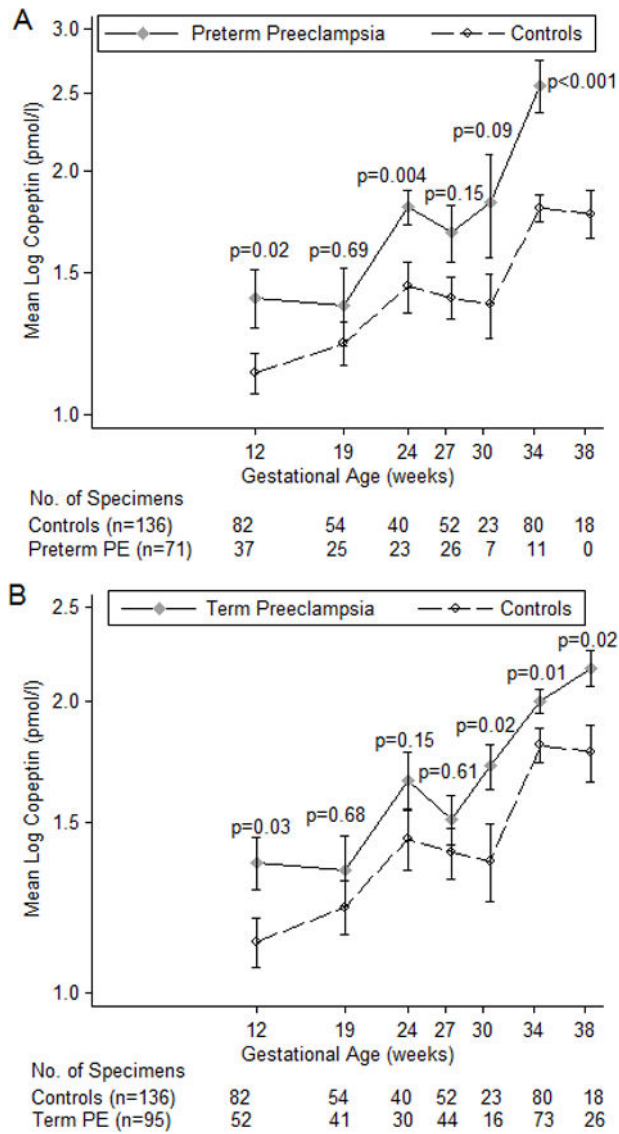 A
Preterm Preeclampsia Controls
3.0
2.5
2.0
1.5
1.0
Mean Log Copeptin (pmol/l)
p=0.02
p=0.69
p=0.004
p=0.15
p=0.09
p<0.001
12 19 24 27 30 34 38
Gestational Age (weeks)
No. of Specimens
Controls (n=136) 82 54 40 52 23 80 18
Preterm PE (n=71) 37 25 23 26 7 11 0
B
Term Preeclampsia Controls
2.5
2.0
1.5
1.0
Mean Log Copeptin (pmol/l)
p=0.03
p=0.68
p=0.15
p=0.61
p=0.02
p=0.01
p=0.02
12 19 24 27 30 34 38
Gestational Age (weeks)
No. of Specimens
Controls (n=136) 82 54 40 52 23 80 18
Term PE (n=95) 52 41 30 44 16 73 26